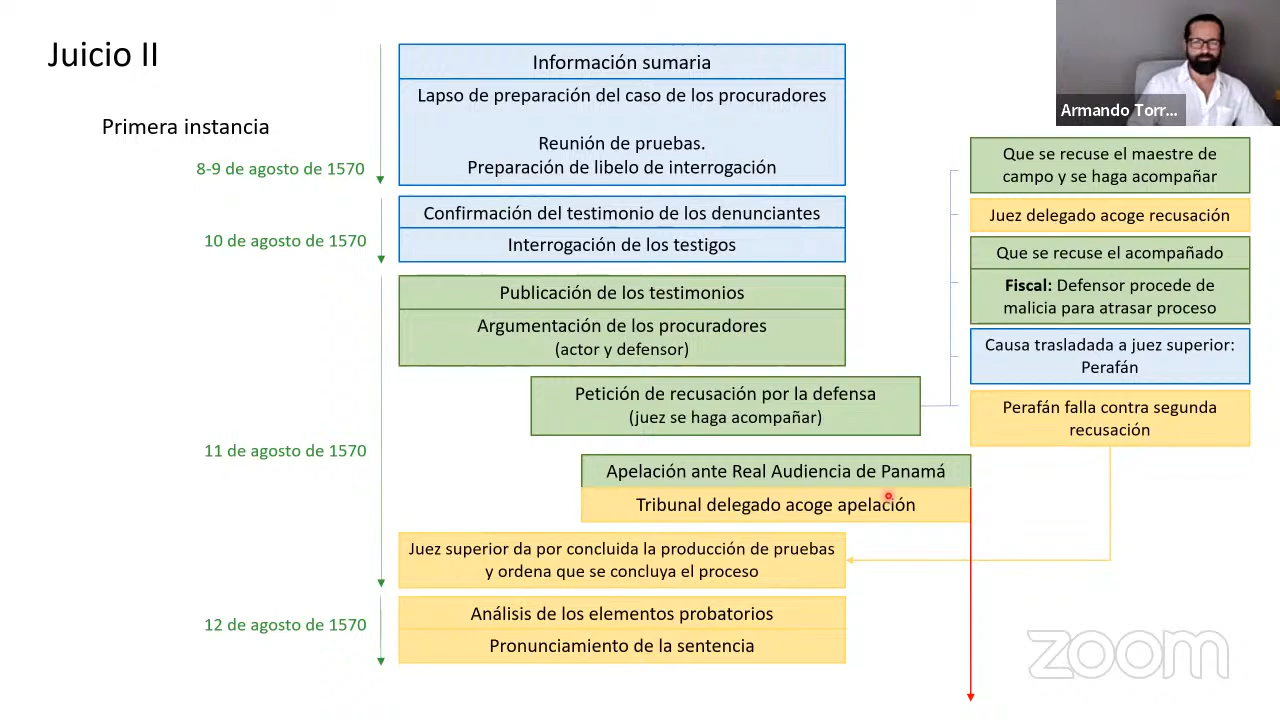 Juicio II
Primera instancia
8-9 de agosto de 1570
Información sumaria
Lapso de preparación del caso de los procuradores
Reunión de pruebas.
Preparación de libelo de interrogación
10 de agosto de 1570
Confirmación del testimonio de los denunciantes
Interrogación de los testigos
11 de agosto de 1570
Publicación de los testimonios
Argumentación de los procuradores
(actor y defensor)
Petición de recusación por la defensa
(juez se haga acompañar)
Que se recuse el maestre de
campo y se haga acompañar
Juez delegado acoge recusación
Que se recuse el acompañado
Fiscal: Defensor procede de
malicia para atrasar proceso
Causa trasladada a juez superior:
Perafán
Perafán falla contra segunda
recusación
Apelación ante Real Audiencia de Panamá
Tribunal delegado acoge apelación
Juez superior da por concluida la producción de pruebas
y ordena que se concluya el proceso
12 de agosto de 1570
Análisis de los elementos probatorios
Pronunciamiento de la sentencia
Armando Torr...
zoom